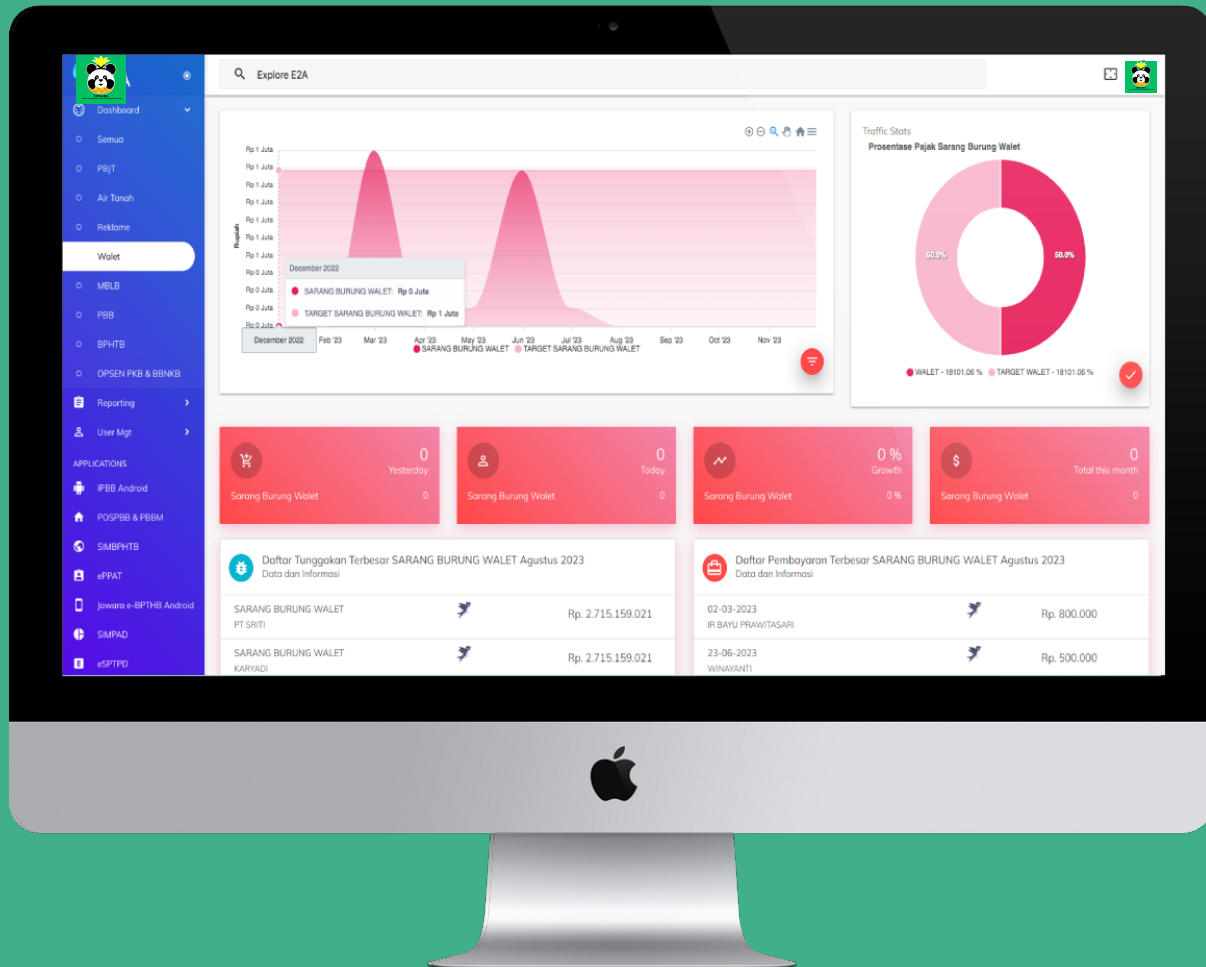 Explore E2A
Dashboard
Semua
PBJT
Air Tanah
Reklame
Walet
MBLB
PBB
BPHTB
OPSEN PKB & BBNKB
Reporting
User Mgt
APPLICATIONS
IPBB Android
POSPBB & PBBM
SIMBPHTB
ePPAT
Jawara e-BPTHB Android
SIMPAD
eSPTPD
Rp 1 Juta
Rp 1 Juta
Rp 1 Juta
Rp 1 Juta
Rp 1 Juta
Rp 1 Juta
Rp 1 Juta
Rp 0 Juta
Rp 0 Juta
Rp 0 Juta
Rp 0 Juta
Rupiah
December 2022
SARANG BURUNG WALET: Rp 0 Juta
TARGET SARANG BURUNG WALET: Rp 1 Juta
December 2022 Feb '23 Mar '23 Apr '23 May '23 Jun '23 Jul '23 Aug '23 Sep '23 Oct '23 Nov '23
SARANG BURUNG WALET TARGET SARANG BURUNG WALET
Traffic Stats
Prosentase Pajak Sarang Burung Walet
50.0% 50.0%
WALET - 18101.06 % TARGET WALET - 18101.06 %
0
Yesterday
Sarang Burung Walet 0
0
Today
Sarang Burung Walet 0
0 %
Growth
Sarang Burung Walet 0 %
0
Total this month
Sarang Burung Walet 0
Daftar Tunggakan Terbesar SARANG BURUNG WALET Agustus 2023
Data dan Informasi
SARANG BURUNG WALET
PT SRITI
Rp. 2.715.159.021
SARANG BURUNG WALET
KARYADI
Rp. 2.715.159.021
Daftar Pembayaran Terbesar SARANG BURUNG WALET Agustus 2023
Data dan Informasi
02-03-2023
IR BAYU PRAWITASARI
Rp. 800.000
23-06-2023
WINAYANTI
Rp. 500.000